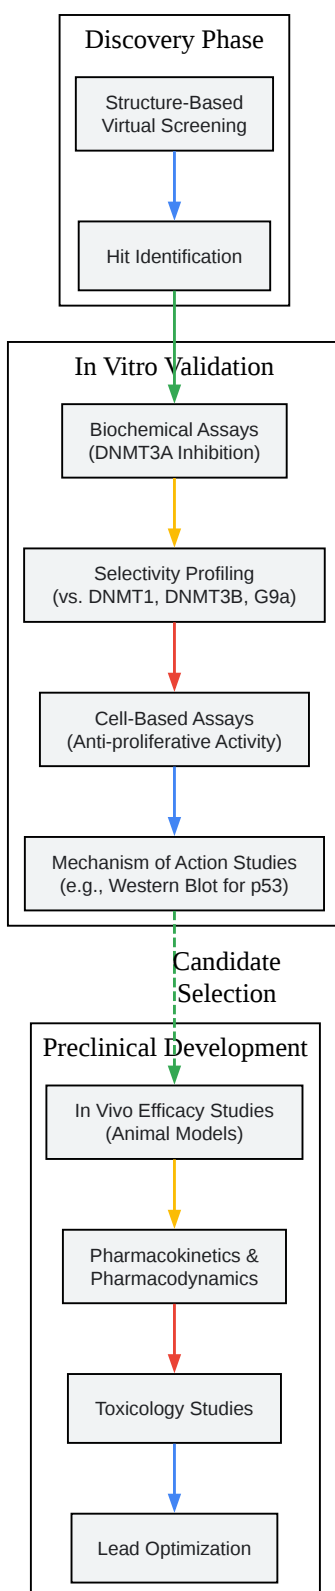 Discovery Phase
Structure-Based
Virtual Screening
Hit Identification
In Vitro Validation
Biochemical Assays
(DNMT3A Inhibition)
Selectivity Profiling
(vs. DNMT1, DNMT3B, G9a)
Cell-Based Assays
(Anti-proliferative Activity)
Mechanism of Action Studies
(e.g., Western Blot for p53)
Candidate
Selection
Preclinical Development
In Vivo Efficacy Studies
(Animal Models)
Pharmacokinetics &
Pharmacodynamics
Toxicology Studies
Lead Optimization